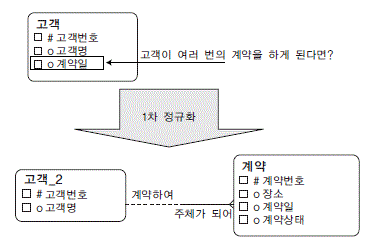 고객
# 고객번호
o 고객명
o 계약일
고객이 여러 번의 계약을 하게 된다면?
1차 정규화
고객_2
# 고객번호
o 고객명
계약하여
주체가 되어
계약
# 계약번호
o 장소
o 계약일
o 계약상태